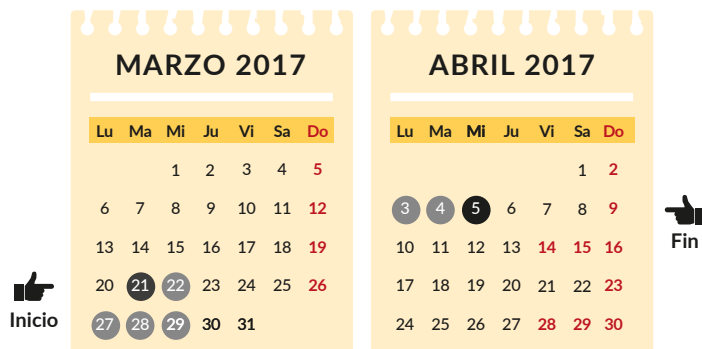 MARZO 2017
Lu Ma Mi Ju Vi Sa Do
1 2 3 4 5
6 7 8 9 10 11 12
13 14 15 16 17 18 19
20 21 22 23 24 25 26
27 28 29 30 31
Inicio
ABRIL 2017
Lu Ma Mi Ju Vi Sa Do
1 2
3 4 5 6 7 8 9
10 11 12 13 14 15 16
17 18 19 20 21 22 23
24 25 26 27 28 29 30
Fin